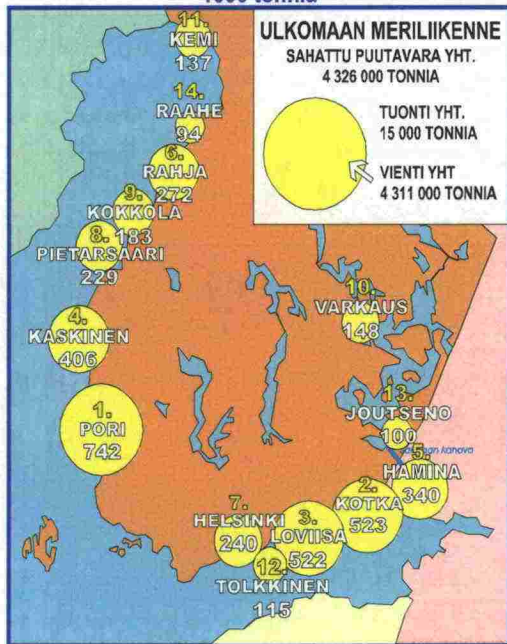 1000 tonnia
ULKOMAAN MERILIIKENNE
SAHATTU PUUTAVARA YHT.
4 326 000 TONNIA
TUONTI YHT.
15 000 TONNIA
VIENTI YHT
4 311 000 TONNIA
11.
KEMI
137
14.
RAAHE
94
6.
RAHJA
272
9.
KOKKOLA
183
8.
PIETARSAARI
229
10.
VARKAUS
148
4.
KASKINEN
406
13.
JOUTSENO
100
kanava
1.
PORI
742
5.
HAMINA
340
2.
KOTKA
523
7.
HELSINKI
240
3.
LOVIISA
522
12.
TOLKKINEN
115